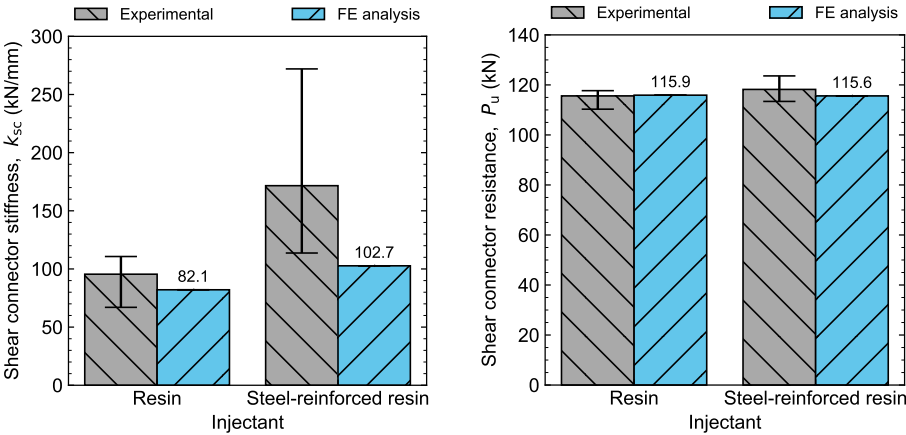 Experimental FE analysis
Shear connector stiffness, k_sc (kN/mm)
300
250
200
150
100
50
0
82.1
102.7
Resin Steel-reinforced resin
Injectant
Experimental FE analysis
Shear connector resistance, P_u (kN)
140
120
100
80
60
40
20
0
115.9
115.6
Resin Steel-reinforced resin
Injectant